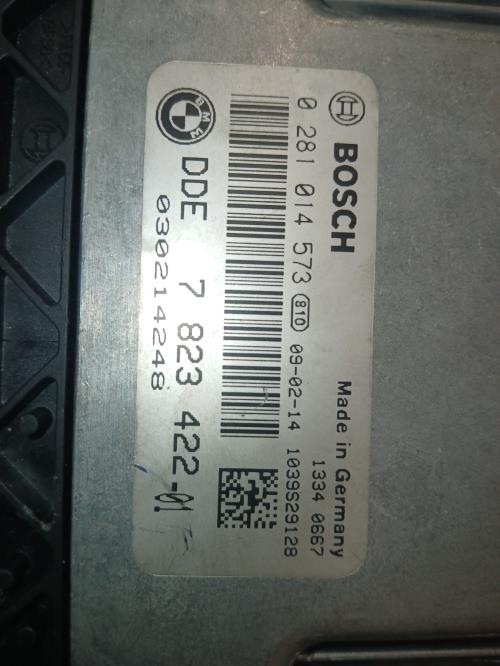 BOSCH
Made in Germany
1334 0667
0 281 014 573 810 09-02-14 1039S29128
BMW
DDE 7 823 422-01
030214248